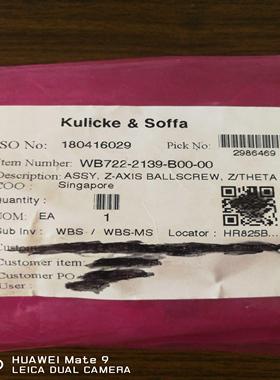 Kulicke & Soffa
SO No: 180416029 Pick No:
2986469
Item Number: WB722-2139-B00-00
Description: ASSY, Z-AXIS BALLSCREW, Z/THETA
COO : Singapore
Quantity :
UOM: EA 1
Sub Inv : WBS - / WBS-MS Locator : HR825B...
Customer
Customer item:
Customer PO
User :
HUAWEI Mate 9
LEICA DUAL CAMERA